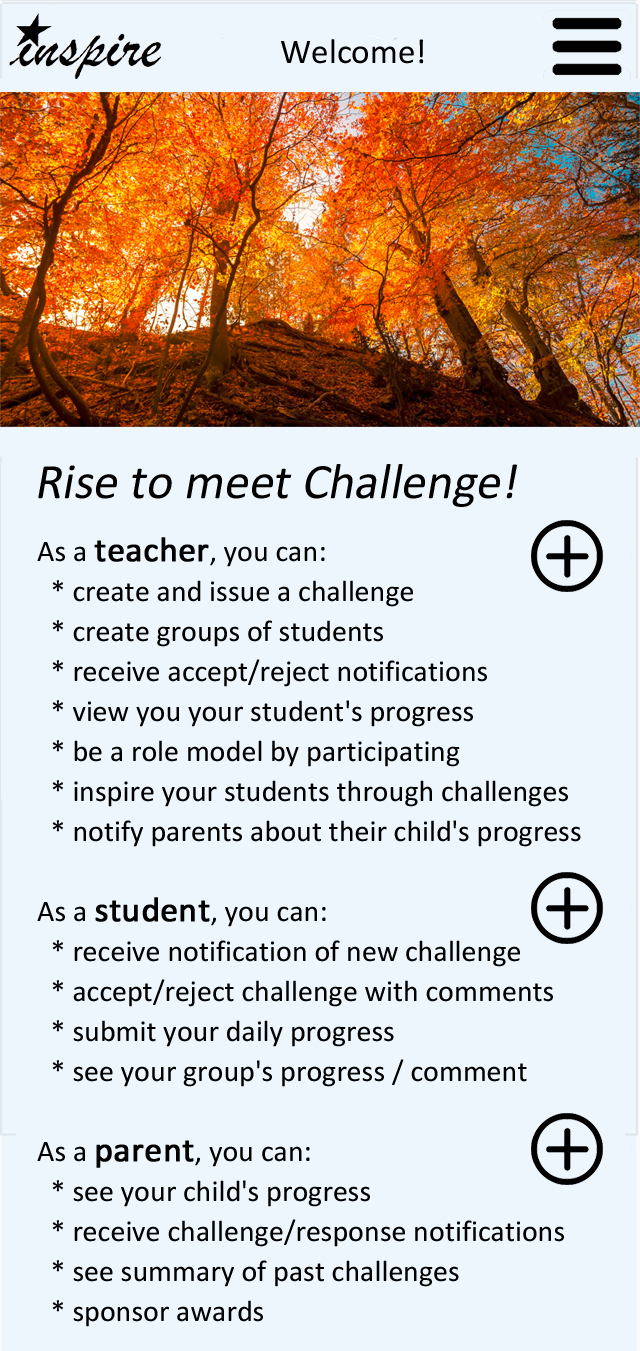 inspire
Welcome!
Rise to meet Challenge!
As a teacher, you can:
* create and issue a challenge
* create groups of students
* receive accept/reject notifications
* view you your student's progress
* be a role model by participating
* inspire your students through challenges
* notify parents about their child's progress
As a student, you can:
* receive notification of new challenge
* accept/reject challenge with comments
* submit your daily progress
* see your group's progress / comment
As a parent, you can:
* see your child's progress
* receive challenge/response notifications
* see summary of past challenges
* sponsor awards